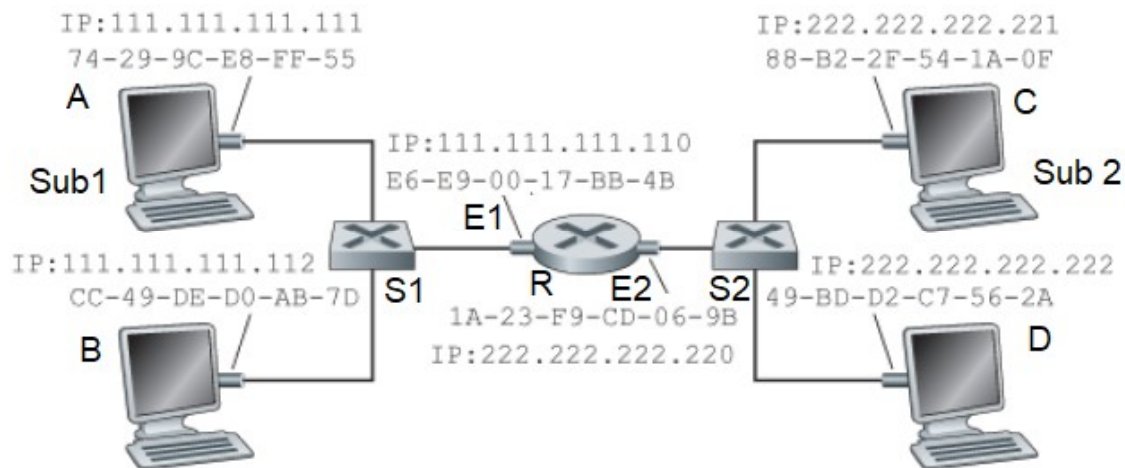 IP:111.111.111.111
74-29-9C-E8-FF-55
A
Sub1
IP:222.222.222.221
88-B2-2F-54-1A-0F
C
Sub 2
IP:111.111.111.110
E6-E9-00-17-BB-4B
E1
R
E2
S1
S2
IP:111.111.111.112
CC-49-DE-D0-AB-7D
B
1A-23-F9-CD-06-9B
IP:222.222.222.220
IP:222.222.222.222
49-BD-D2-C7-56-2A
D